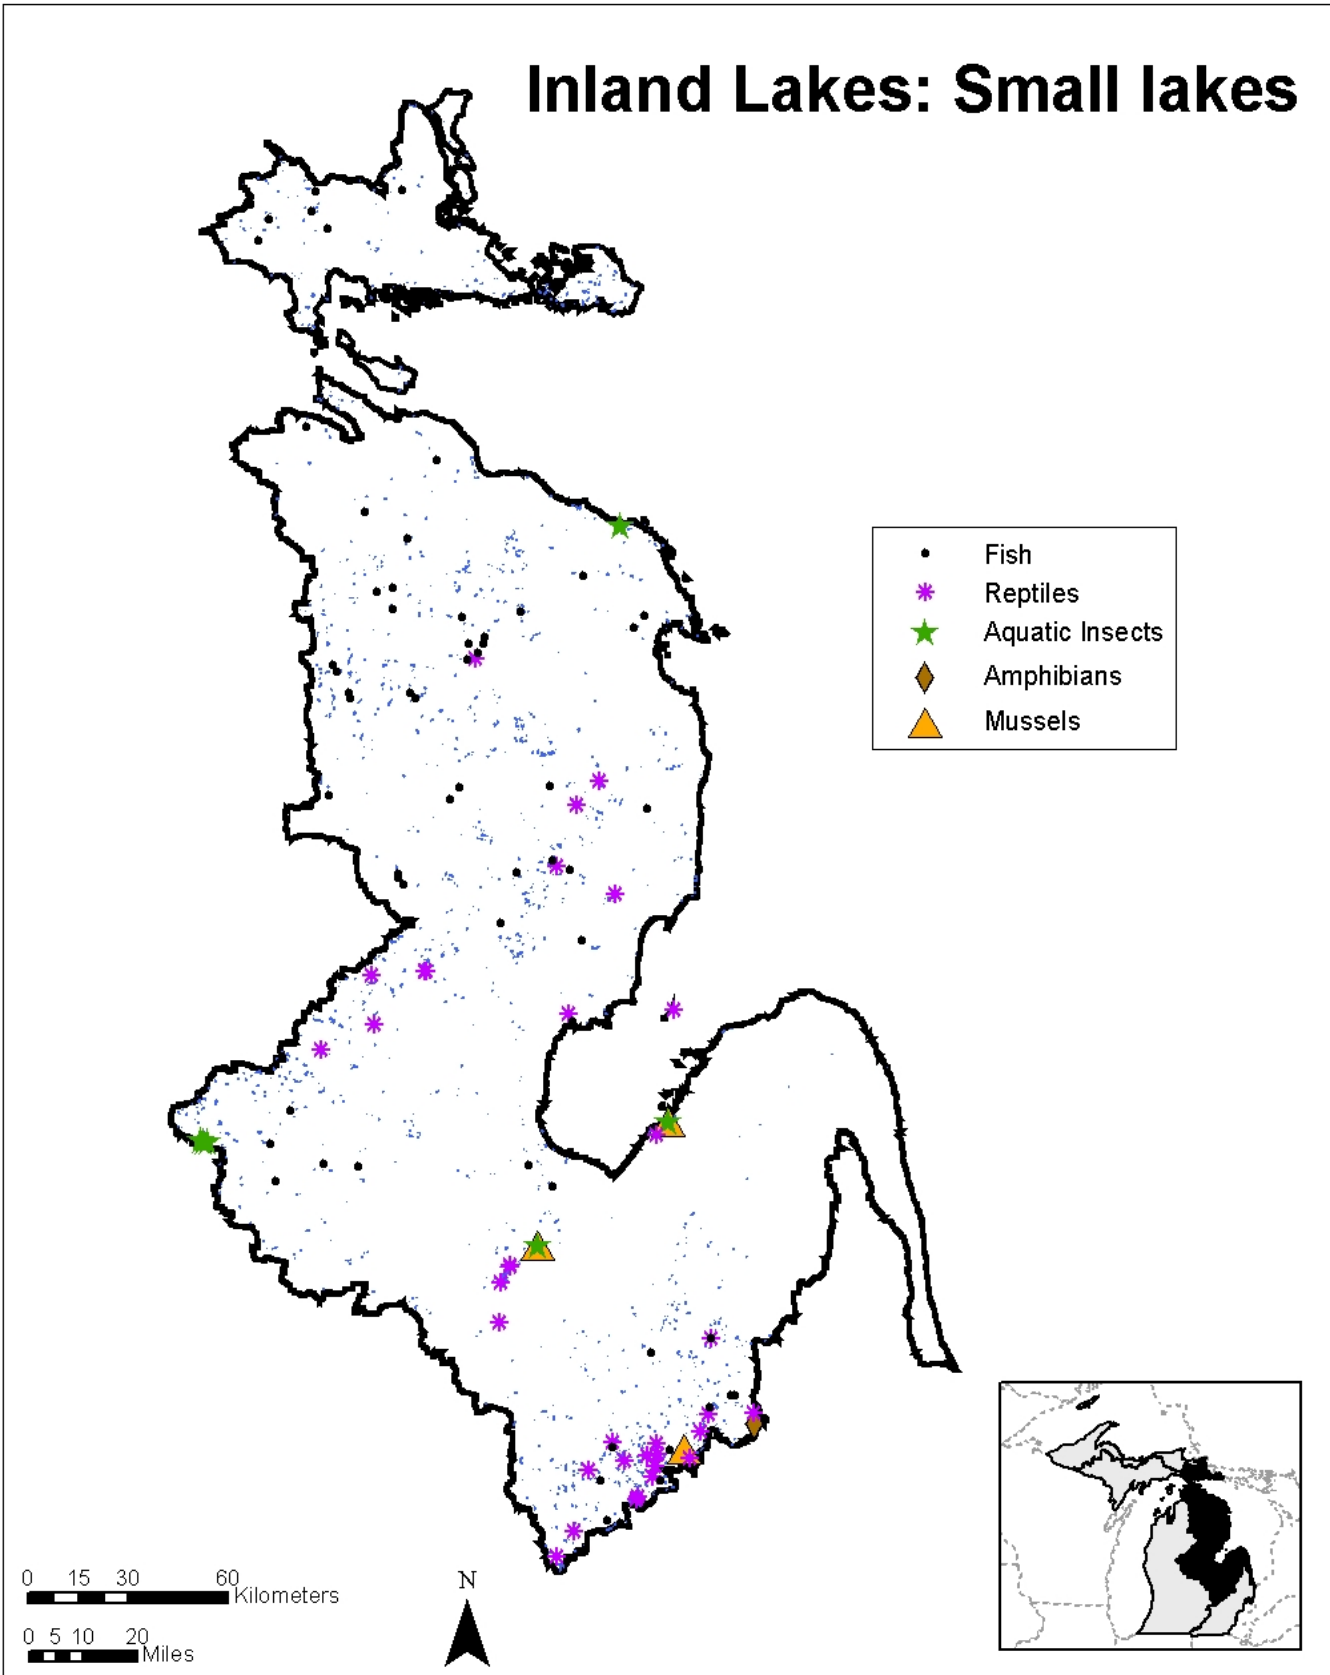 Inland Lakes: Small lakes
Fish
Reptiles
Aquatic Insects
Amphibians
Mussels
0 15 30 60
Kilometers
0 5 10 20
Miles
N